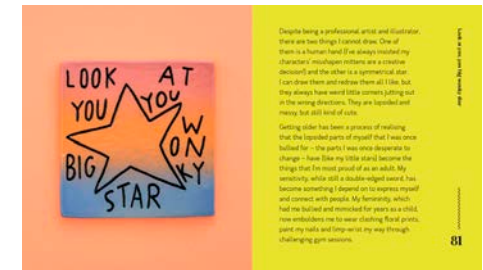 LOOK AT
YOU YOU
BIG WONKY
STAR
Despite being a professional artist and illustrator,
there are two things I cannot draw. One of
them is a human hand (I've always insisted my
characters' misshapen mittens are a creative
decision!) and the other is a symmetrical star.
I can draw them and redraw them all I like, but
they always have weird little corners jutting out
in the wrong directions. They are lopsided and
messy, but still kind of cute.
Getting older has been a process of realising
that the lopsided parts of myself that I was once
bullied for – the parts I was once desperate to
change – have (like my little stars) become the
things that I'm most proud of as an adult. My
sensitivity, while still a double-edged sword, has
become something I depend on to express myself
and connect with people. My femininity, which
had me bullied and mimicked for years as a child,
now emboldens me to wear clashing floral prints,
paint my nails and limp-wrist my way through
challenging gym sessions.
Look at you, you big wonky star
81